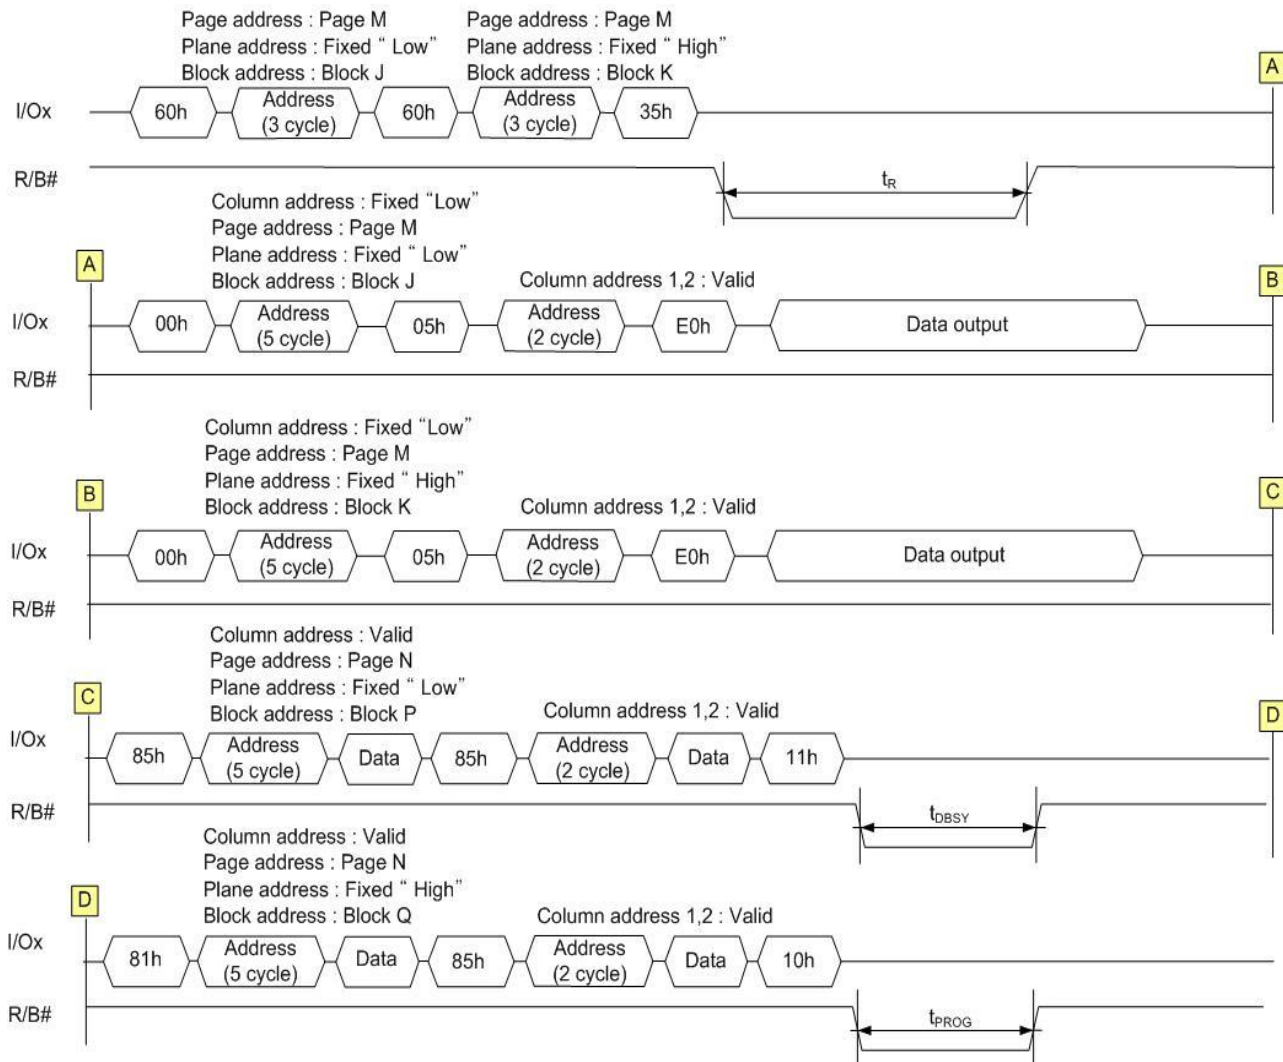 Page address : Page M
Plane address : Fixed “ Low”
Block address : Block J
Page address : Page M
Plane address : Fixed “ High”
Block address : Block K
A
I/Ox
60h
Address
(3 cycle)
60h
Address
(3 cycle)
35h
R/B#
tR
Column address : Fixed “Low”
Page address : Page M
Plane address : Fixed “ Low”
Block address : Block J
Column address 1,2 : Valid
A
B
I/Ox
00h
Address
(5 cycle)
05h
Address
(2 cycle)
E0h
Data output
R/B#
Column address : Fixed “Low”
Page address : Page M
Plane address : Fixed “ High”
Block address : Block K
Column address 1,2 : Valid
B
C
I/Ox
00h
Address
(5 cycle)
05h
Address
(2 cycle)
E0h
Data output
R/B#
Column address : Valid
Page address : Page N
Plane address : Fixed “ Low”
Block address : Block P
Column address 1,2 : Valid
C
D
I/Ox
85h
Address
(5 cycle)
Data
85h
Address
(2 cycle)
Data
11h
R/B#
tDBSY
Column address : Valid
Page address : Page N
Plane address : Fixed “ High”
Block address : Block Q
Column address 1,2 : Valid
D
I/Ox
81h
Address
(5 cycle)
Data
85h
Address
(2 cycle)
Data
10h
R/B#
tPROG